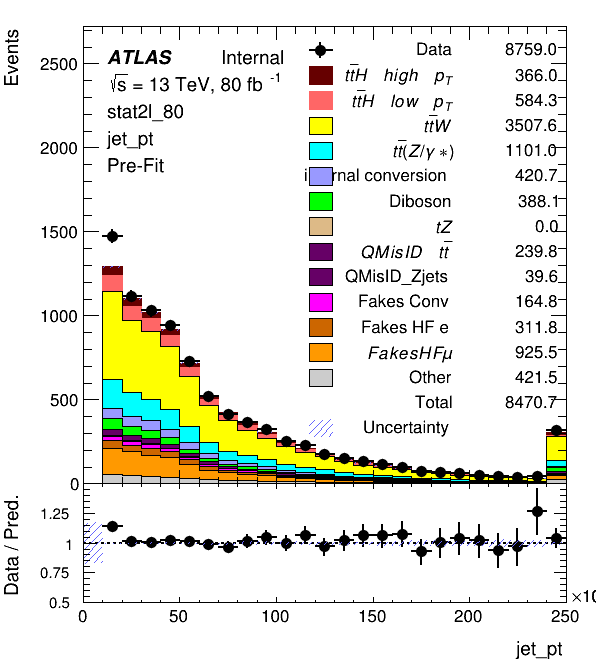 Events
ATLAS Internal
√s = 13 TeV, 80 fb⁻¹
stat2l_80
jet_pt
Pre-Fit
Data 8759.0
tt̄H high p_T 366.0
tt̄H low p_T 584.3
tt̄W 3507.6
tt̄(Z/γ*) 1101.0
rnal conversion 420.7
Diboson 388.1
tZ 0.0
QMisID tt̄ 239.8
QMisID_Zjets 39.6
Fakes Conv 164.8
Fakes HF e 311.8
FakesHFμ 925.5
Other 421.5
Total 8470.7
Uncertainty
2500
2000
1500
1000
500
0
Data / Pred.
1.25
1
0.75
0.5
0 50 100 150 200 250
×10
jet_pt